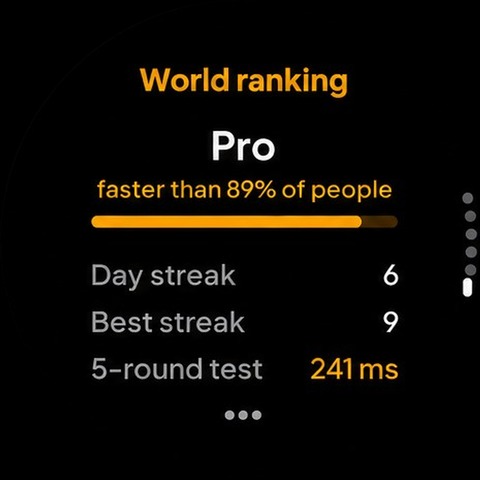 World ranking
Pro
faster than 89% of people
Day streak 6
Best streak 9
5-round test 241 ms